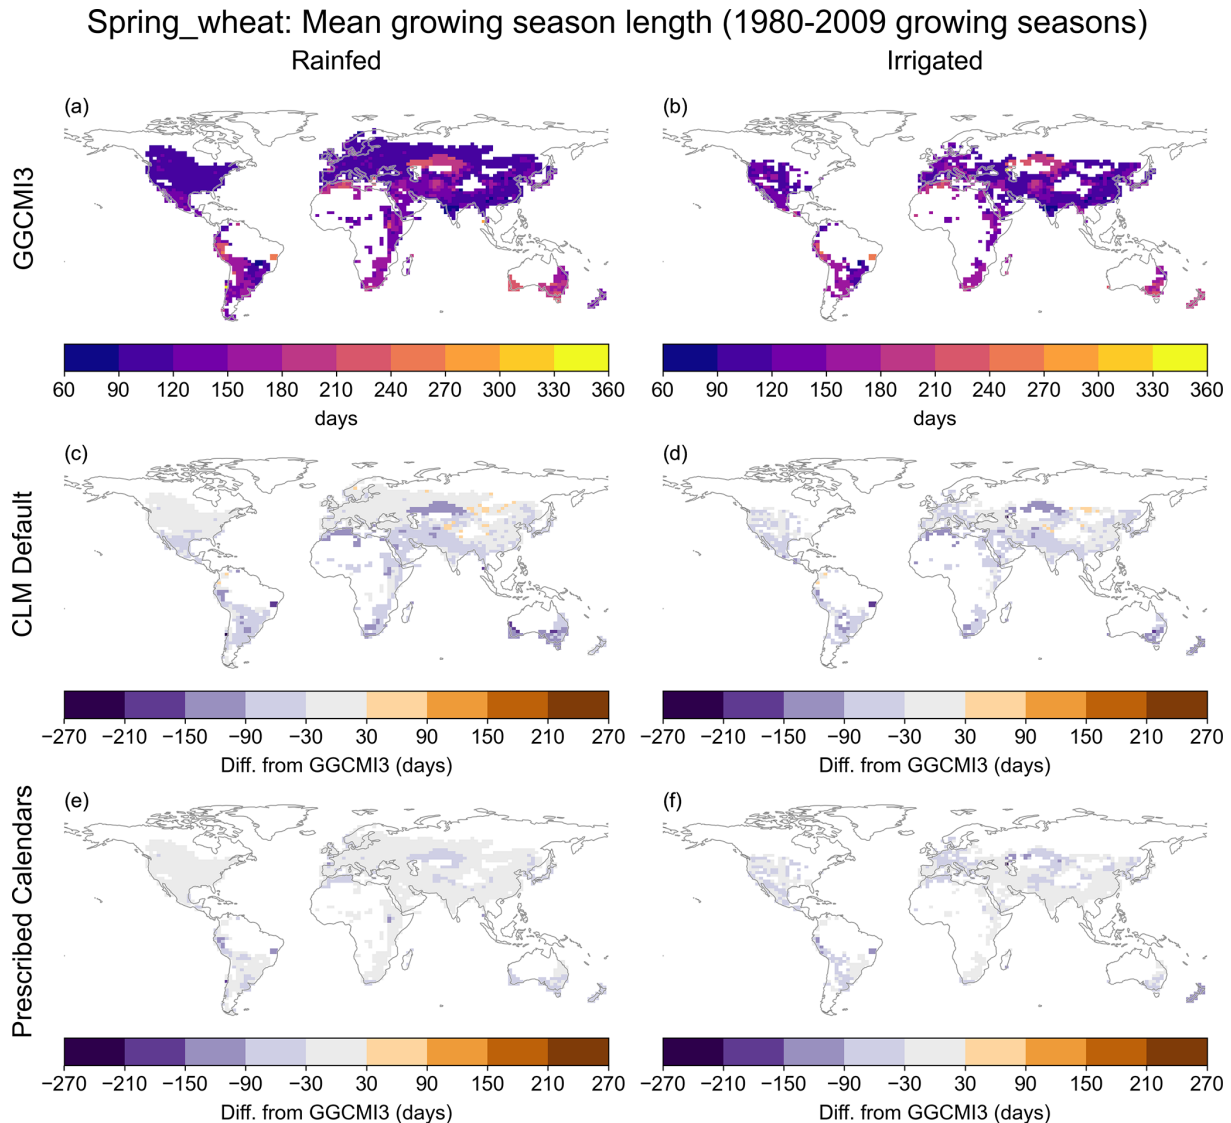 Spring_wheat: Mean growing season length (1980-2009 growing seasons)
Rainfed
Irrigated
GGCMI3
(a)
(b)
60 90 120 150 180 210 240 270 300 330 360
days
60 90 120 150 180 210 240 270 300 330 360
days
CLM Default
(c)
(d)
−270 −210 −150 −90 −30 30 90 150 210 270
Diff. from GGCMI3 (days)
−270 −210 −150 −90 −30 30 90 150 210 270
Diff. from GGCMI3 (days)
Prescribed Calendars
(e)
(f)
−270 −210 −150 −90 −30 30 90 150 210 270
Diff. from GGCMI3 (days)
−270 −210 −150 −90 −30 30 90 150 210 270
Diff. from GGCMI3 (days)